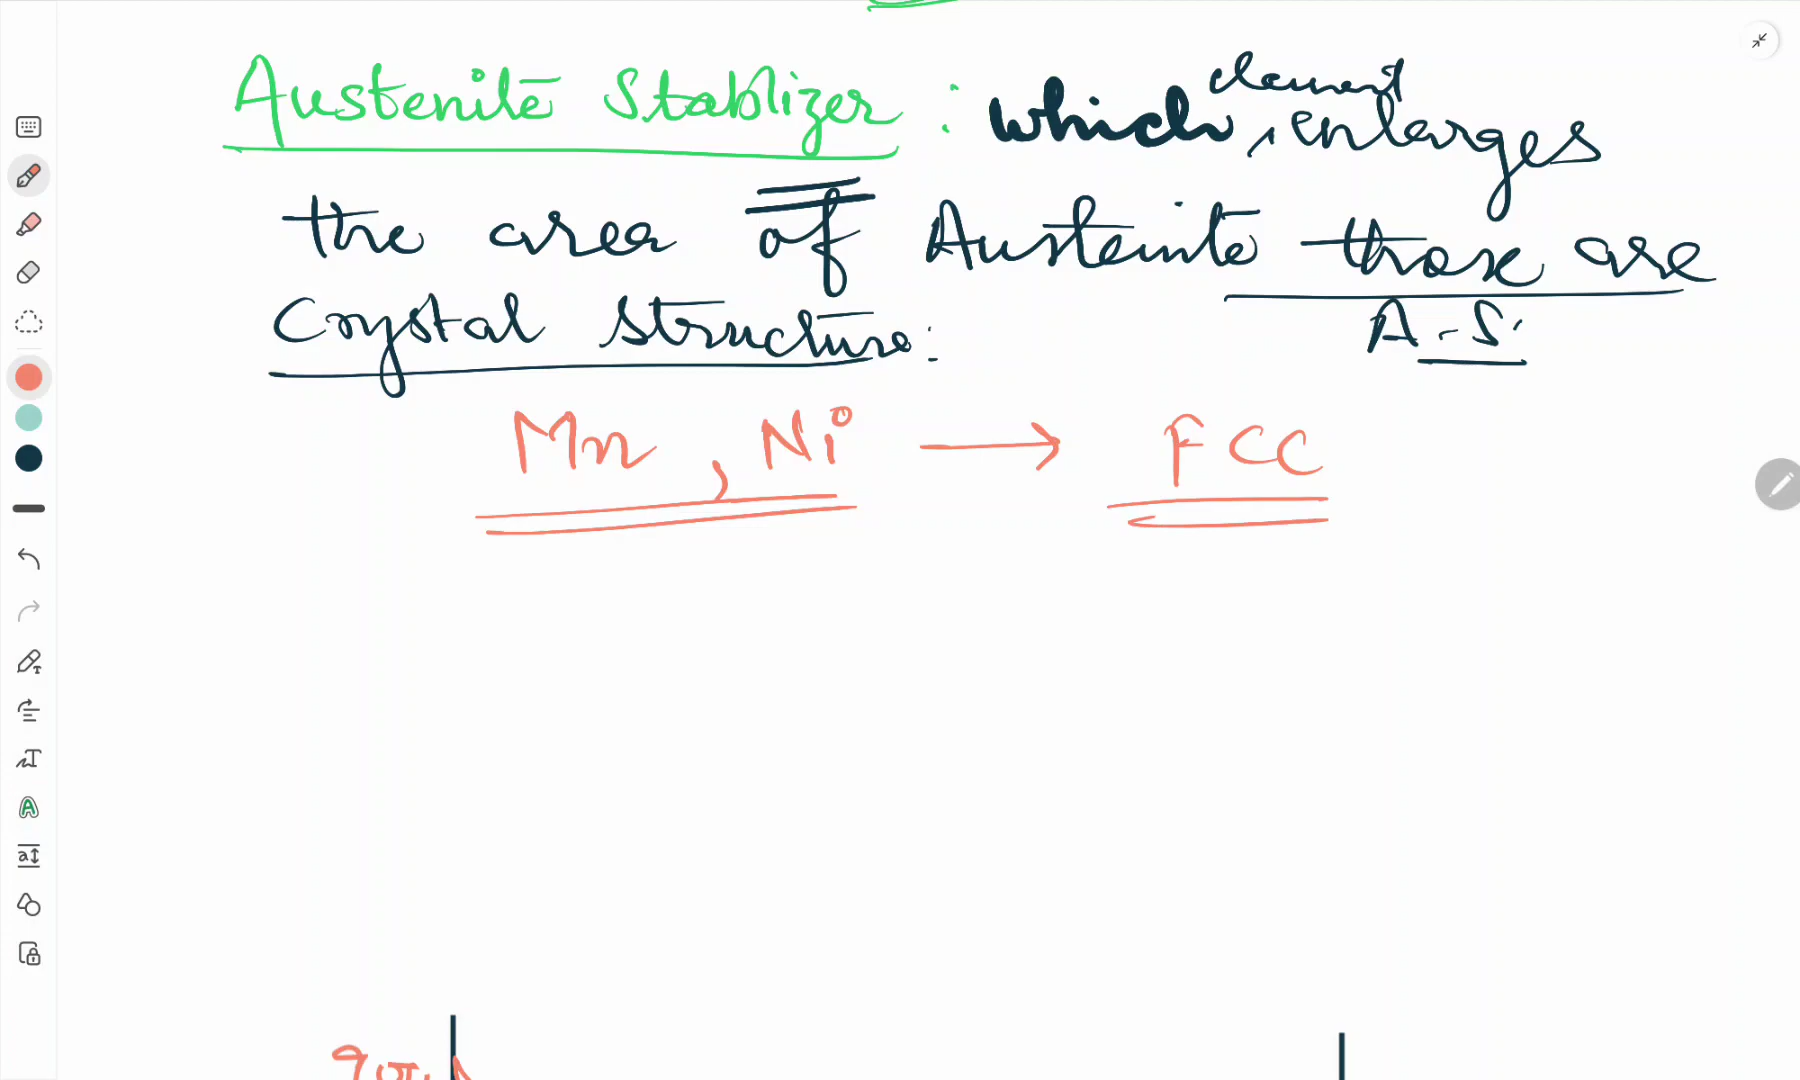 Austenite Stablizer : which element enlarges
the area of Austenite those are
A.S.
Crystal structure:
Mn, Ni → FCC